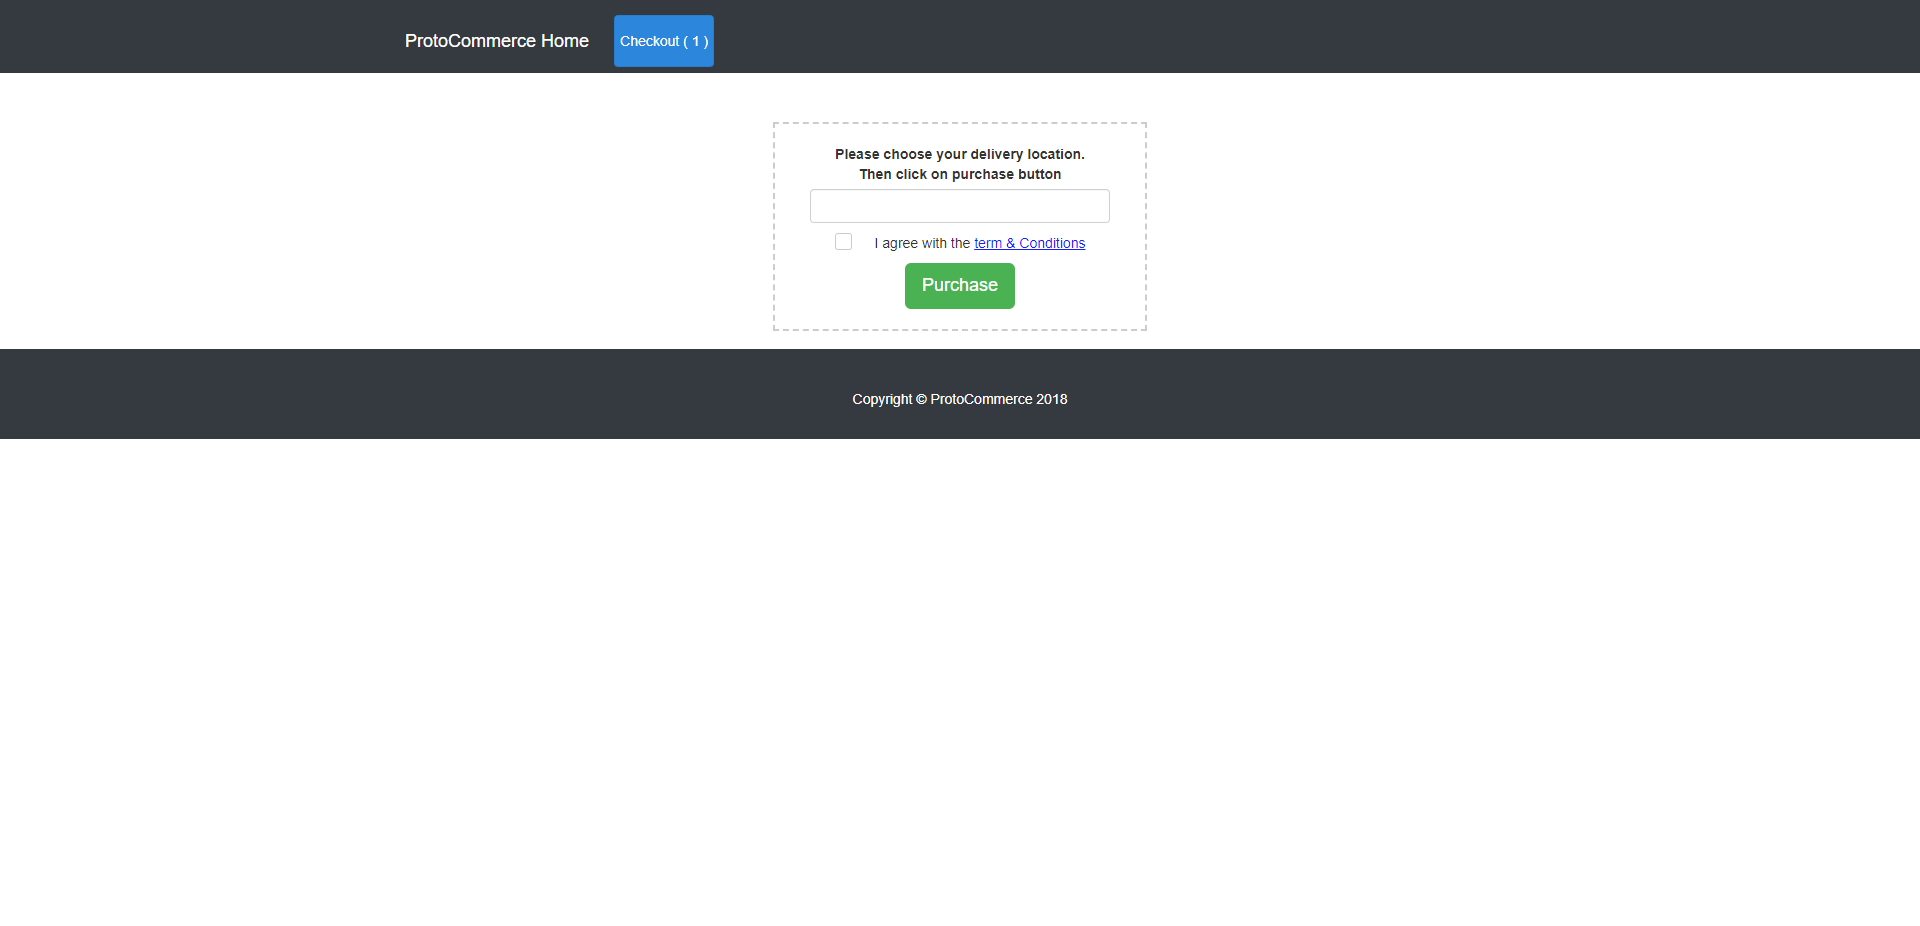 ProtoCommerce Home
Checkout ( 1 )
Please choose your delivery location.
Then click on purchase button
I agree with the term & Conditions
Purchase
Copyright © ProtoCommerce 2018